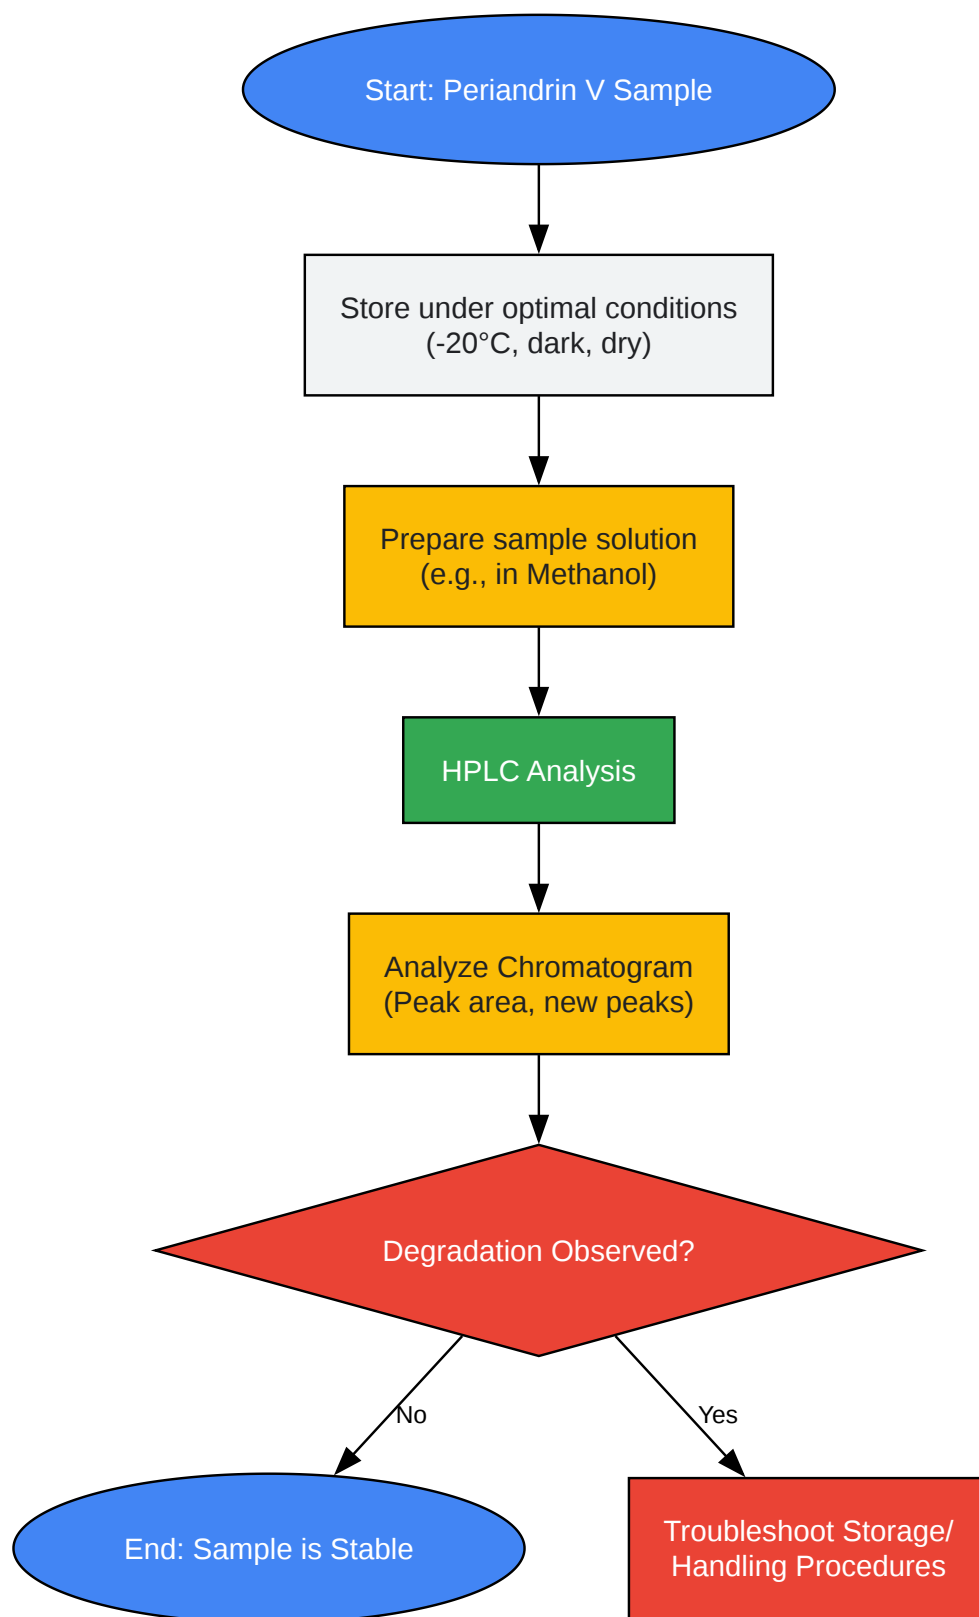 Start: Periandrin V Sample
Store under optimal conditions
(-20°C, dark, dry)
Prepare sample solution
(e.g., in Methanol)
HPLC Analysis
Analyze Chromatogram
(Peak area, new peaks)
Degradation Observed?
No
Yes
End: Sample is Stable
Troubleshoot Storage/
Handling Procedures